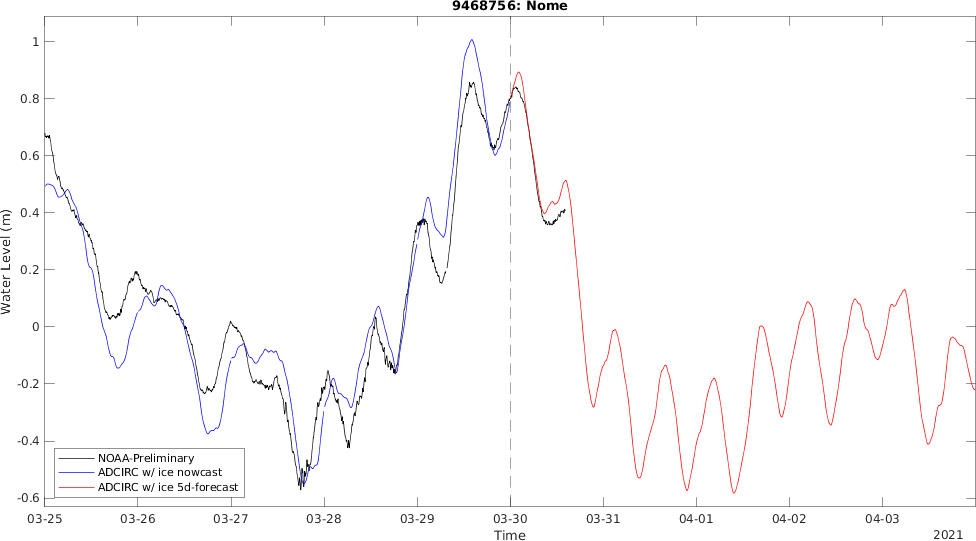 9468756: Nome
Water Level (m)
1
0.8
0.6
0.4
0.2
0
-0.2
-0.4
-0.6
NOAA-Preliminary
ADCIRC w/ ice nowcast
ADCIRC w/ ice 5d-forecast
03-25 03-26 03-27 03-28 03-29 03-30 03-31 04-01 04-02 04-03
Time
2021